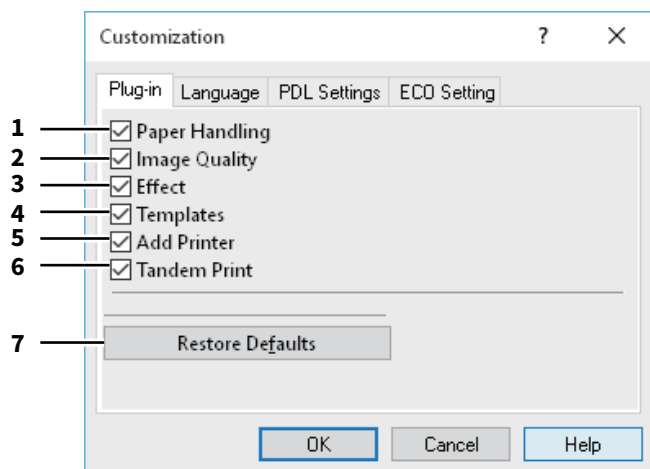 Customization ? ×
Plug-in Language PDL Settings ECO Setting
1 Paper Handling
2 Image Quality
3 Effect
4 Templates
5 Add Printer
6 Tandem Print
7 Restore Defaults
OK Cancel Help